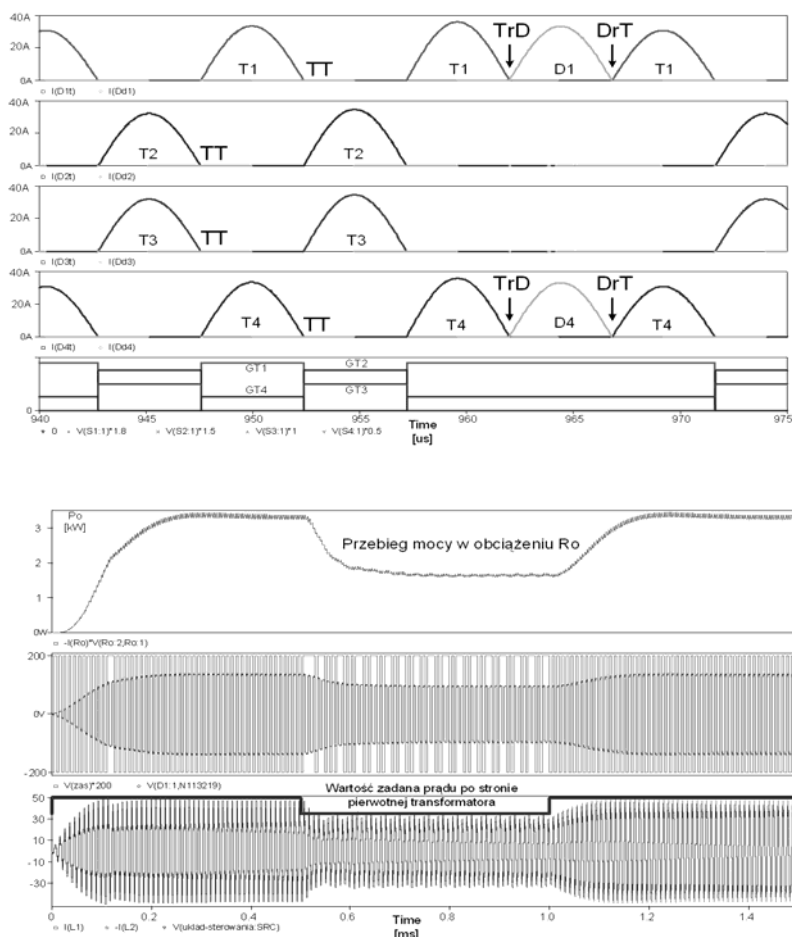 40A
20A
0A
T1
TT
T1
TrD
D1
DrT
T1
I(D1t) I(Dd1)
40A
20A
0A
T2
TT
T2
I(D2t) I(Dd2)
40A
20A
0A
T3
TT
T3
I(D3t) I(Dd3)
40A
20A
0A
T4
TT
T4
TrD
D4
DrT
T4
I(D4t) I(Dd4)
GT1 GT2
GT4 GT3
0
940 945 950 955 960 965 970 975
Time
[us]
0 V(S1:1)*1.8 V(S2:1)*1.5 V(S3:1)*1 V(S4:1)*0.5
Po
[kW]
3
2
1
0W
Przebieg mocy w obciążeniu Ro
-I(Ro)*V(Ro:2,Ro:1)
200
0V
-200
V(zas)*200 V(D1:1,N113219)
Wartość zadana prądu po stronie
pierwotnej transformatora
50
30
10
-10
-30
0 0.2 0.4 0.6 0.8 1.0 1.2 1.4
Time
[ms]
I(L1) -I(L2) V(uklad-sterowania:SRC)